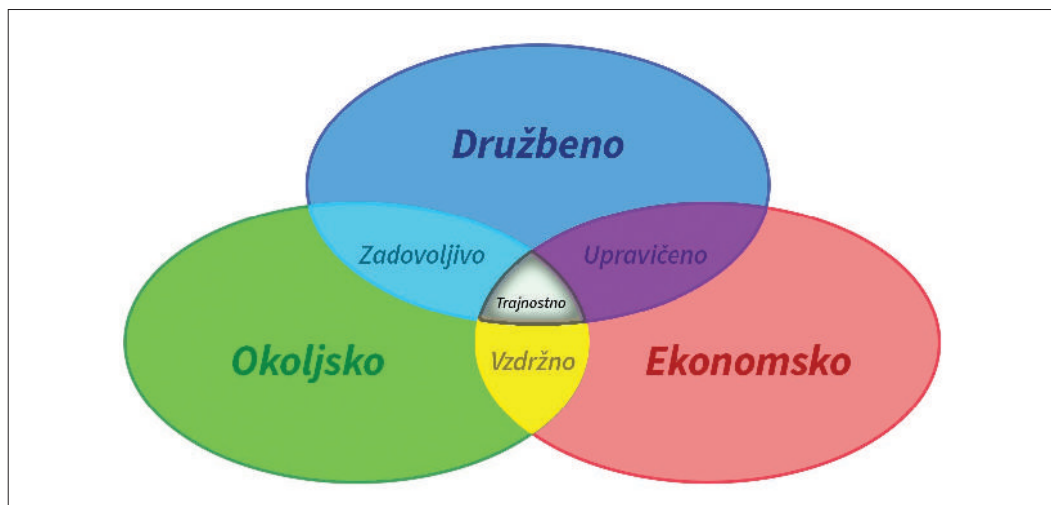 Družbeno
Zadovoljivo
Upravičeno
Trajnostno
Okoljsko
Vzdržno
Ekonomsko